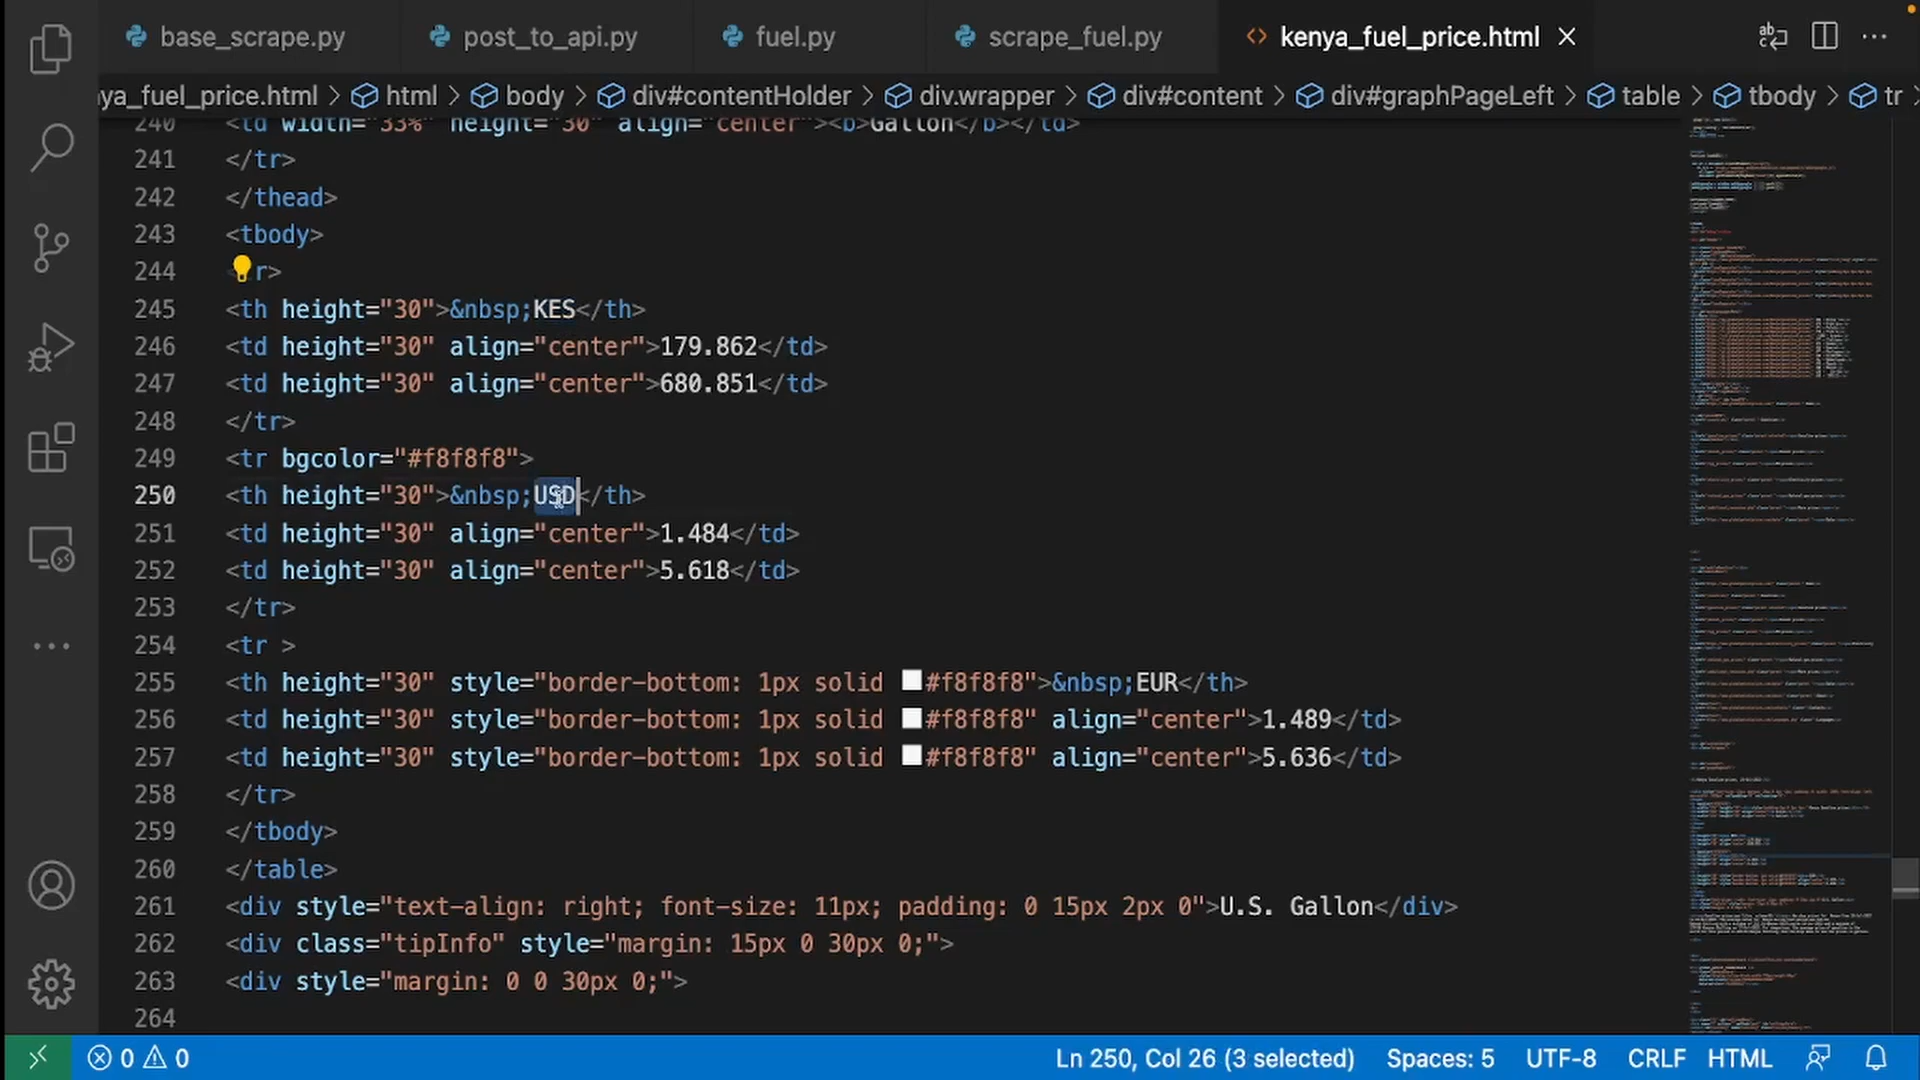 base_scrape.py post_to_api.py fuel.py scrape_fuel.py kenya_fuel_price.html
ya_fuel_price.html html body div#contentHolder div.wrapper div#content div#graphPageLeft table tbody tr
240 <td width="33%" height="30" align="center"><b>Gallon</b></td>
241 </tr>
242 </thead>
243 <tbody>
244 r>
245 <th height="30">&nbsp;KES</th>
246 <td height="30" align="center">179.862</td>
247 <td height="30" align="center">680.851</td>
248 </tr>
249 <tr bgcolor="#f8f8f8">
250 <th height="30">&nbsp;USD</th>
251 <td height="30" align="center">1.484</td>
252 <td height="30" align="center">5.618</td>
253 </tr>
254 <tr >
255 <th height="30" style="border-bottom: 1px solid #f8f8f8">&nbsp;EUR</th>
256 <td height="30" style="border-bottom: 1px solid #f8f8f8" align="center">1.489</td>
257 <td height="30" style="border-bottom: 1px solid #f8f8f8" align="center">5.636</td>
258 </tr>
259 </tbody>
260 </table>
261 <div style="text-align: right; font-size: 11px; padding: 0 15px 2px 0">U.S. Gallon</div>
262 <div class="tipInfo" style="margin: 15px 0 30px 0;">
263 <div style="margin: 0 0 30px 0;">
264
0 0 Ln 250, Col 26 (3 selected) Spaces: 5 UTF-8 CRLF HTML